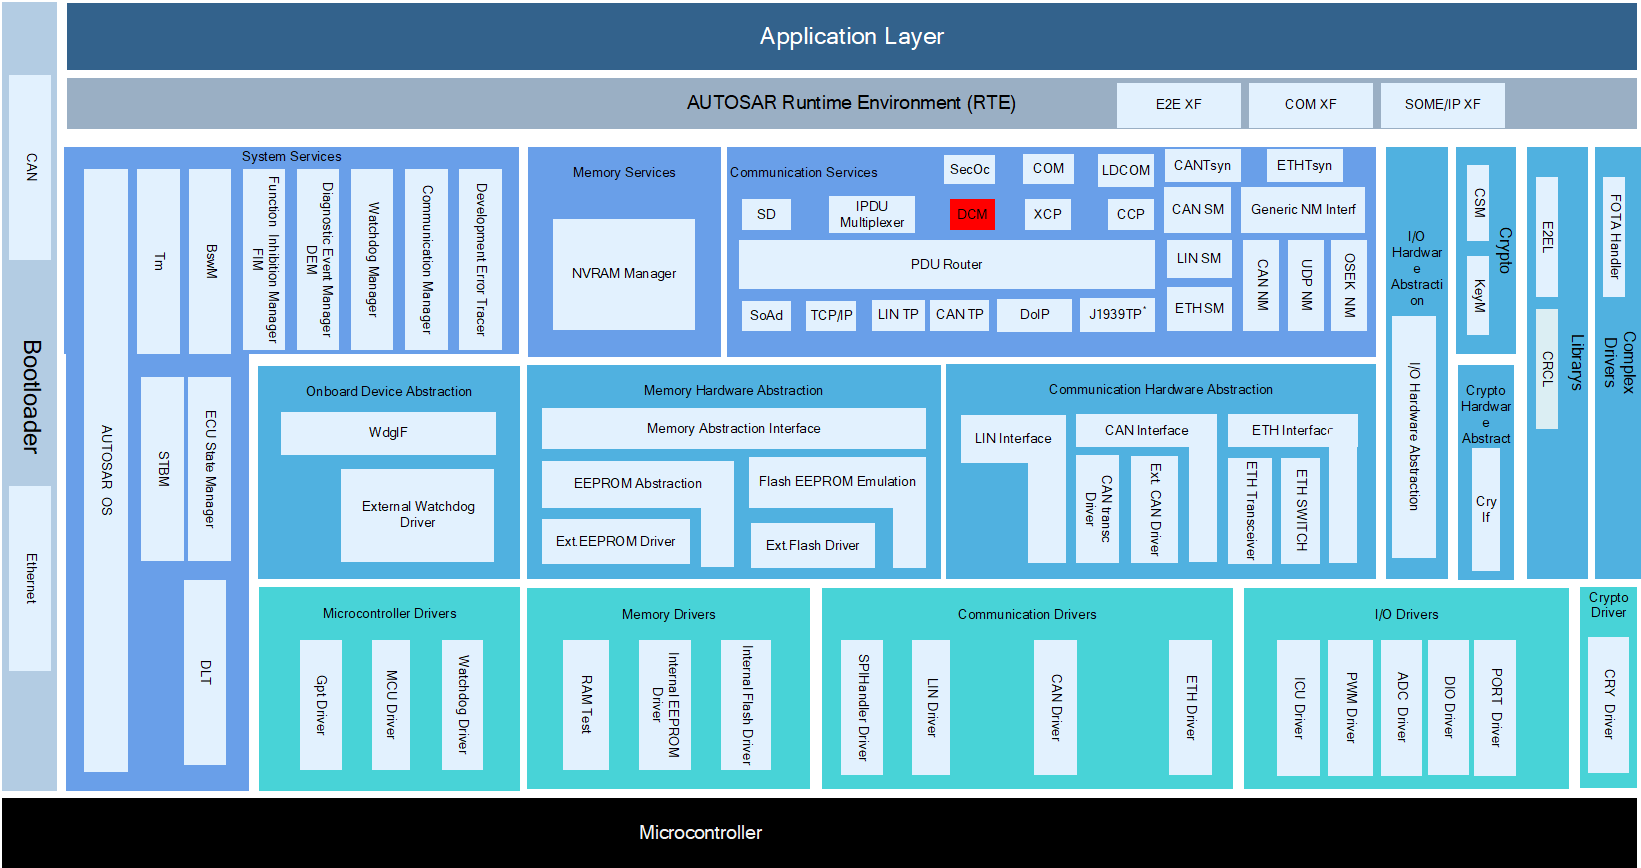 Application Layer
AUTOSAR Runtime Environment (RTE)
E2E XF
COM XF
SOME/IP XF
CAN
Bootloader
Ethernet
System Services
AUTOSAR OS
Tm
BswM
Function Inhibition Manager
FIM
Diagnostic Event Manager
DEM
Watchdog Manager
Communication Manager
Development Error Tracer
STBM
ECU State Manager
DLT
Memory Services
NVRAM Manager
Communication Services
SecOc
COM
LDCOM
CANTsyn
ETHTsyn
SD
IPDU
Multiplexer
DCM
XCP
CCP
CAN SM
Generic NM Interf
PDU Router
LIN SM
CAN NM
UDP NM
OSEK NM
SoAd
TCP/IP
LIN TP
CAN TP
DoIP
J1939TP*
ETH SM
I/O
Hardwar
e
Abstracti
on
I/O Hardware Abstraction
CSM
KeyM
Crypto
E2EL
CRCL
Librarys
FOTA Handler
Complex
Drivers
Onboard Device Abstraction
WdgIF
External Watchdog
Driver
Memory Hardware Abstraction
Memory Abstraction Interface
EEPROM Abstraction
Flash EEPROM Emulation
Ext.EEPROM Driver
Ext.Flash Driver
Communication Hardware Abstraction
LIN Interface
CAN Interface
ETH Interface
CAN transc
Driver
Ext. CAN Driver
ETH Transceiver
ETH SWITCH
Crypto
Hardwar
e
Abstract
Cry
If
Microcontroller Drivers
Gpt Driver
MCU Driver
Watchdog Driver
Memory Drivers
RAM Test
Internal EEPROM
Driver
Internal Flash Driver
Communication Drivers
SPIHandler Driver
LIN Driver
CAN Driver
ETH Driver
I/O Drivers
ICU Driver
PWM Driver
ADC Driver
DIO Driver
PORT Driver
Crypto
Driver
CRY Driver
Microcontroller